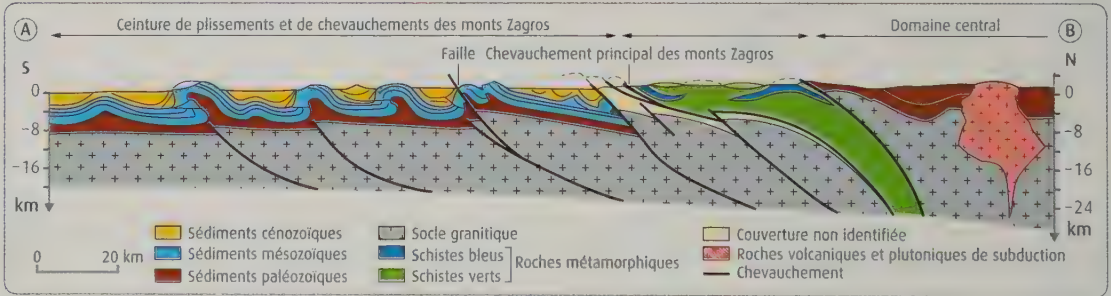 A Ceinture de plissements et de chevauchements des monts Zagros Domaine central B
S Faille Chevauchement principal des monts Zagros N
0 0
-8 -8
-16 -16
km -24
km
Sédiments cénozoïques Socle granitique Couverture non identifiée
Sédiments mésozoïques Schistes bleus Roches métamorphiques Roches volcaniques et plutoniques de subduction
0 20 km Sédiments paléozoïques Schistes verts Chevauchement